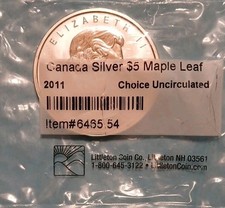 ELIZABETH II
Canada Silver $5 Maple Leaf
2011 Choice Uncirculated
Item#6465.54
Littleton Coin Co. Littleton NH 03561
1-800-645-3122 • LittletonCoin.com